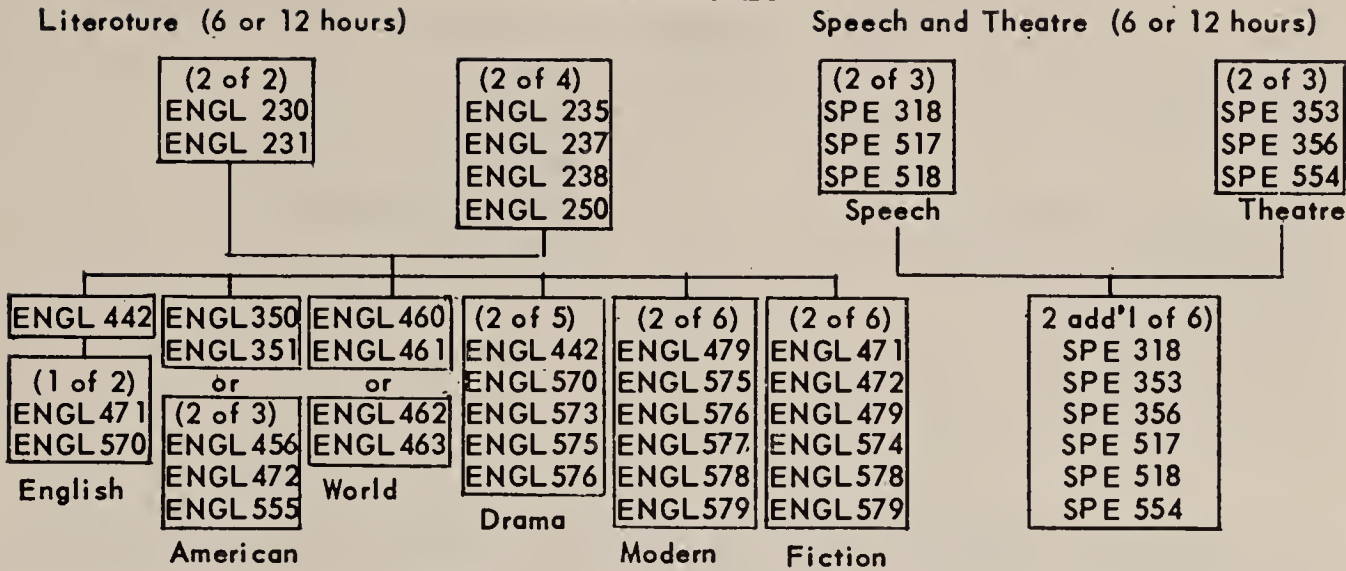 Literoture (6 or 12 hours)
Speech and Theatre (6 or 12 hours)
(2 of 2)
ENGL 230
ENGL 231
(2 of 4)
ENGL 235
ENGL 237
ENGL 238
ENGL 250
(2 of 3)
SPE 318
SPE 517
SPE 518
Speech
(2 of 3)
SPE 353
SPE 356
SPE 554
Theatre
ENGL 442
(1 of 2)
ENGL 471
ENGL 570
English
ENGL 350
ENGL 351
or
(2 of 3)
ENGL 456
ENGL 472
ENGL 555
American
ENGL 460
ENGL 461
or
ENGL 462
ENGL 463
World
(2 of 5)
ENGL 442
ENGL 570
ENGL 573
ENGL 575
ENGL 576
Drama
(2 of 6)
ENGL 479
ENGL 575
ENGL 576
ENGL 577
ENGL 578
ENGL 579
Modern
(2 of 6)
ENGL 471
ENGL 472
ENGL 479
ENGL 574
ENGL 578
ENGL 579
Fiction
2 add'l of 6)
SPE 318
SPE 353
SPE 356
SPE 517
SPE 518
SPE 554